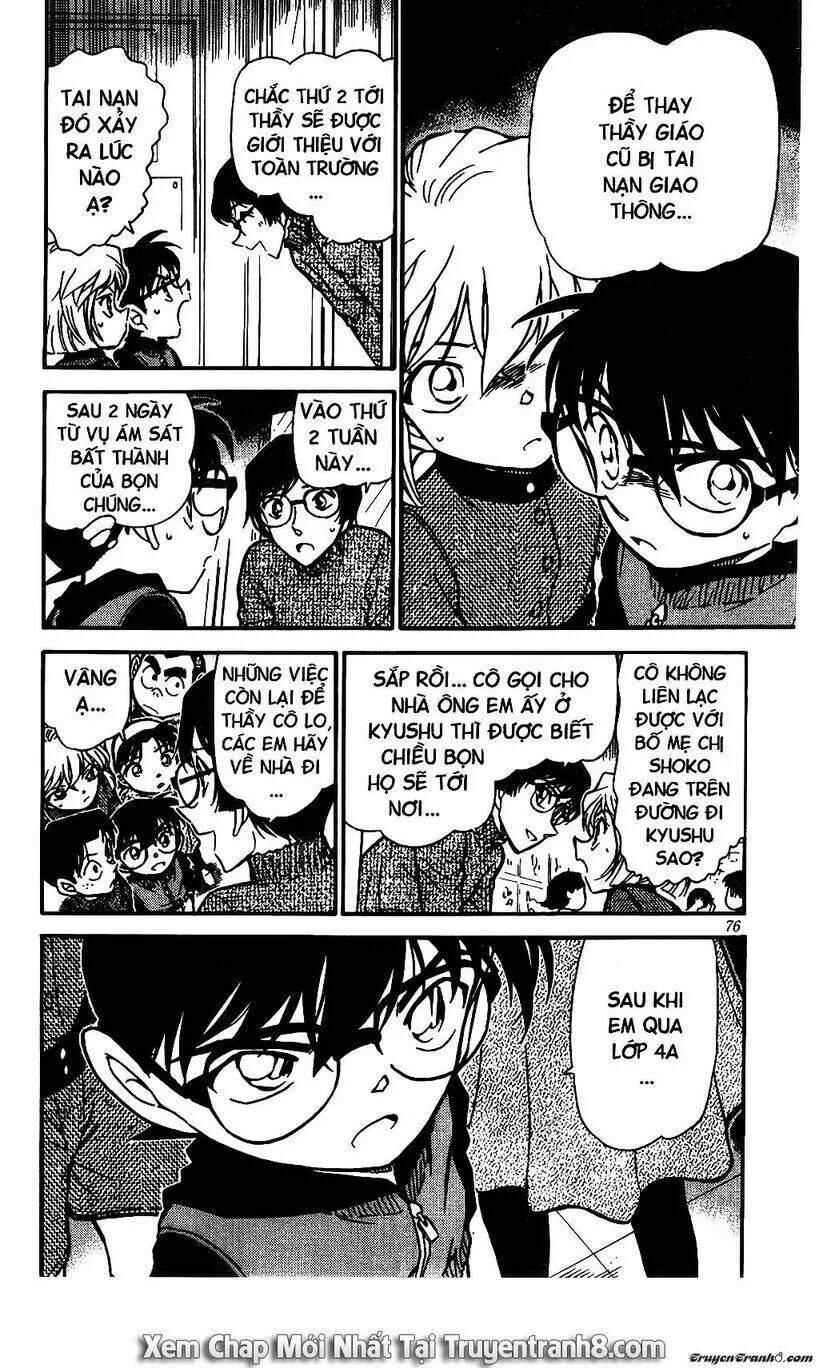 ĐỂ THAY
THẦY GIÁO
CŨ BỊ TAI
NẠN GIAO
THÔNG...
CHẮC THỨ 2 TỚI
THẦY SẼ ĐƯỢC
GIỚI THIỆU VỚI
TOÀN TRƯỜNG
...
TAI NẠN
ĐÓ XẢY
RA LÚC
NÀO
Ạ?
VÀO THỨ
2 TUẦN
NÀY...
SAU 2 NGÀY
TỪ VỤ ÁM SÁT
BẤT THÀNH
CỦA BỌN
CHÚNG...
CÔ KHÔNG
LIÊN LẠC
ĐƯỢC VỚI
BỐ MẸ CHỊ
SHOKO
ĐANG TRÊN
ĐƯỜNG ĐI
KYUSHU
SAO?
SẮP RỒI... CÔ GỌI CHO
NHÀ ÔNG EM ẤY Ở
KYUSHU THÌ ĐƯỢC BIẾT
CHIỀU BỌN
HỌ SẼ TỚI
NƠI...
NHỮNG VIỆC
CÒN LẠI ĐỂ
THẦY CÔ LO,
CÁC EM HÃY
VỀ NHÀ ĐI
...
VÂNG
Ạ...
76
SAU KHI
EM QUA
LỚP 4A
...
Xem Chap Mới Nhất Tại Truyentranh8.com
TruyenTranh8.com